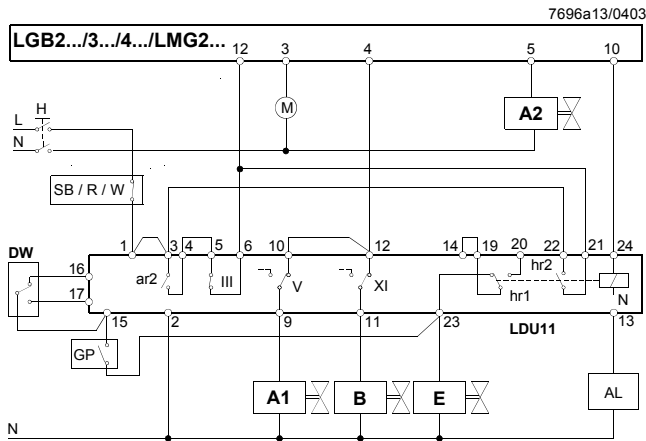 7696a13/0403
LGB2.../3.../4.../LMG2...
12 3 4 5 10
M
A2
H
L
N
SB / R / W
1 3 4 5 6 10 12 14 19 20 22 21 24
DW
16
17
ar2 III V XI hr2 hr1 N
LDU11
15 2 9 11 23 13
GP
A1 B E AL
N